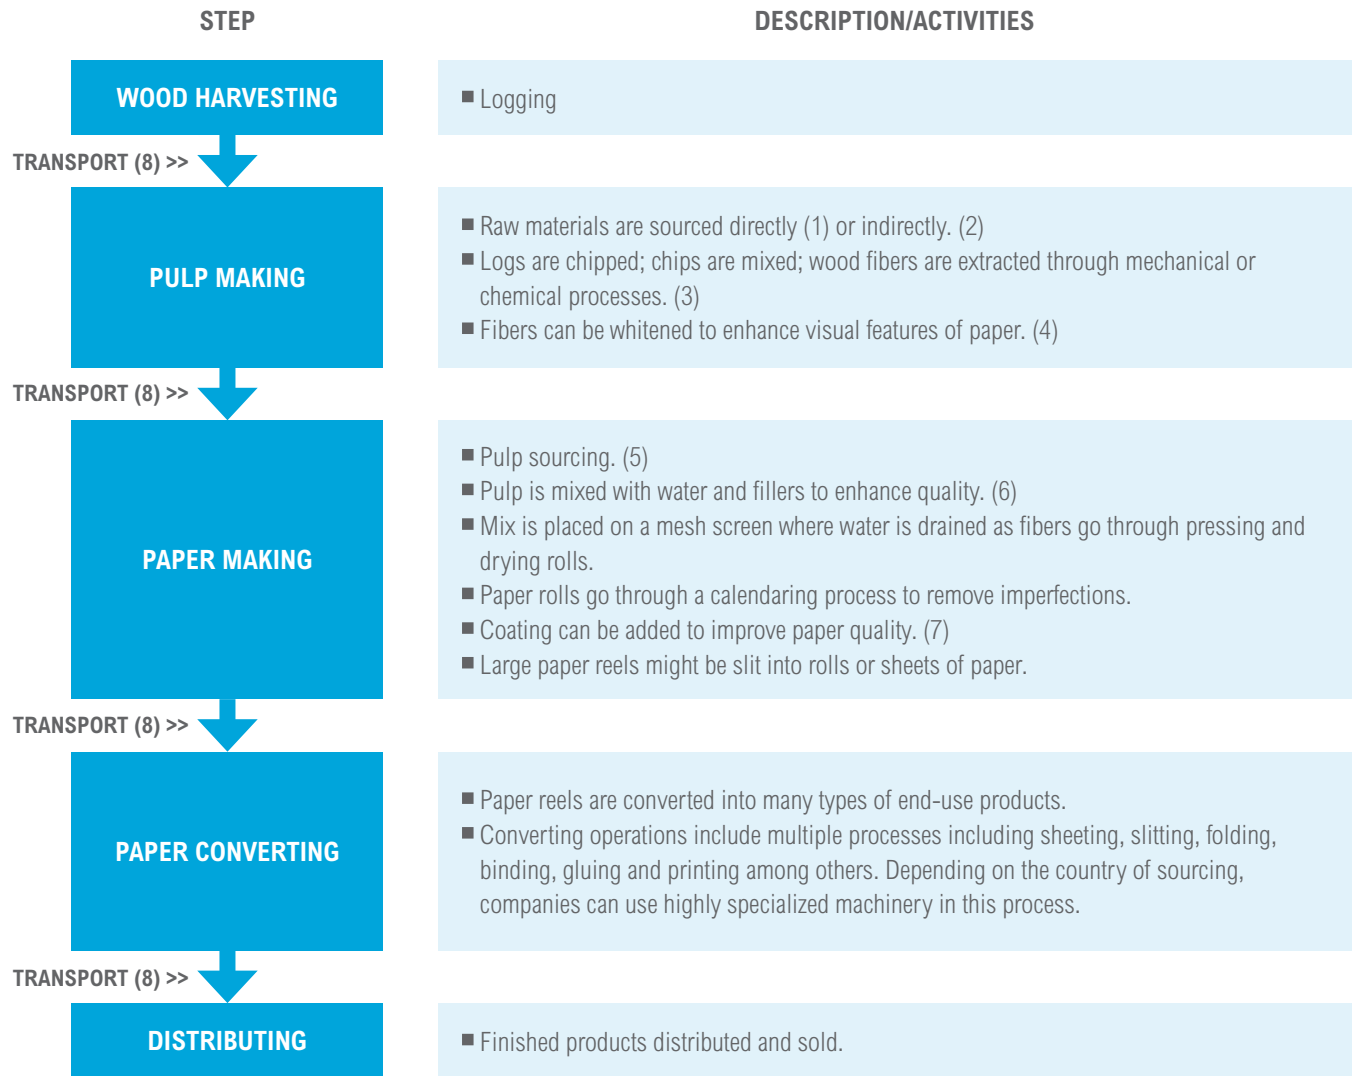 STEP
DESCRIPTION/ACTIVITIES
WOOD HARVESTING
■ Logging
TRANSPORT (8) >>
PULP MAKING
■ Raw materials are sourced directly (1) or indirectly. (2)
■ Logs are chipped; chips are mixed; wood fibers are extracted through mechanical or
chemical processes. (3)
■ Fibers can be whitened to enhance visual features of paper. (4)
TRANSPORT (8) >>
PAPER MAKING
■ Pulp sourcing. (5)
■ Pulp is mixed with water and fillers to enhance quality. (6)
■ Mix is placed on a mesh screen where water is drained as fibers go through pressing and
drying rolls.
■ Paper rolls go through a calendaring process to remove imperfections.
■ Coating can be added to improve paper quality. (7)
■ Large paper reels might be slit into rolls or sheets of paper.
TRANSPORT (8) >>
PAPER CONVERTING
■ Paper reels are converted into many types of end-use products.
■ Converting operations include multiple processes including sheeting, slitting, folding,
binding, gluing and printing among others. Depending on the country of sourcing,
companies can use highly specialized machinery in this process.
TRANSPORT (8) >>
DISTRIBUTING
■ Finished products distributed and sold.